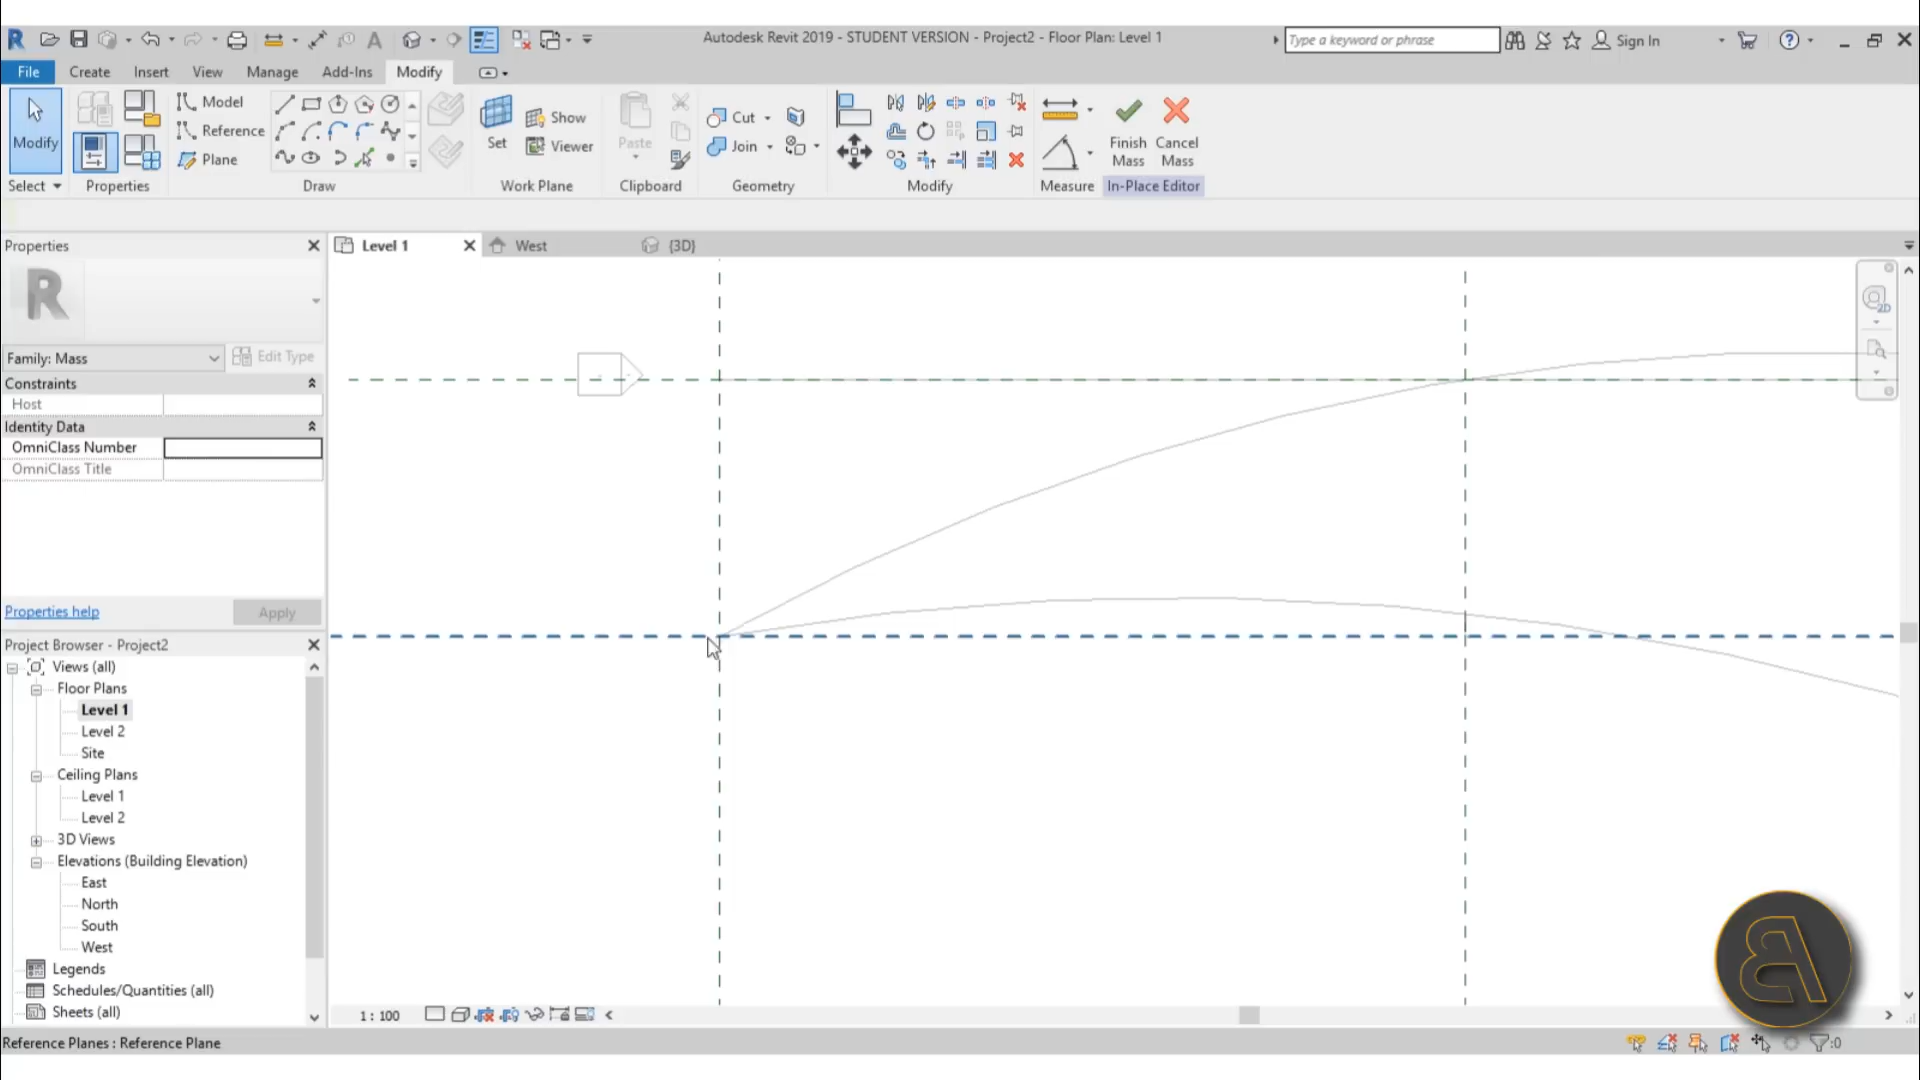 Autodesk Revit 2019 - STUDENT VERSION - Project2 - Floor Plan: Level 1
Type a keyword or phrase
Sign In
File Create Insert View Manage Add-Ins Modify
Modify
Select
Properties
Model
Reference
Plane
Draw
Set
Show
Viewer
Work Plane
Paste
Clipboard
Cut
Join
Geometry
Modify
Measure
Finish Mass
Cancel Mass
In-Place Editor
Properties
Level 1
West
{3D}
Family: Mass
Edit Type
Constraints
Host
Identity Data
OmniClass Number
OmniClass Title
Properties help
Apply
Project Browser - Project2
Views (all)
Floor Plans
Level 1
Level 2
Site
Ceiling Plans
Level 1
Level 2
3D Views
Elevations (Building Elevation)
East
North
South
West
Legends
Schedules/Quantities (all)
Sheets (all)
1 : 100
2D
Reference Planes : Reference Plane
:0